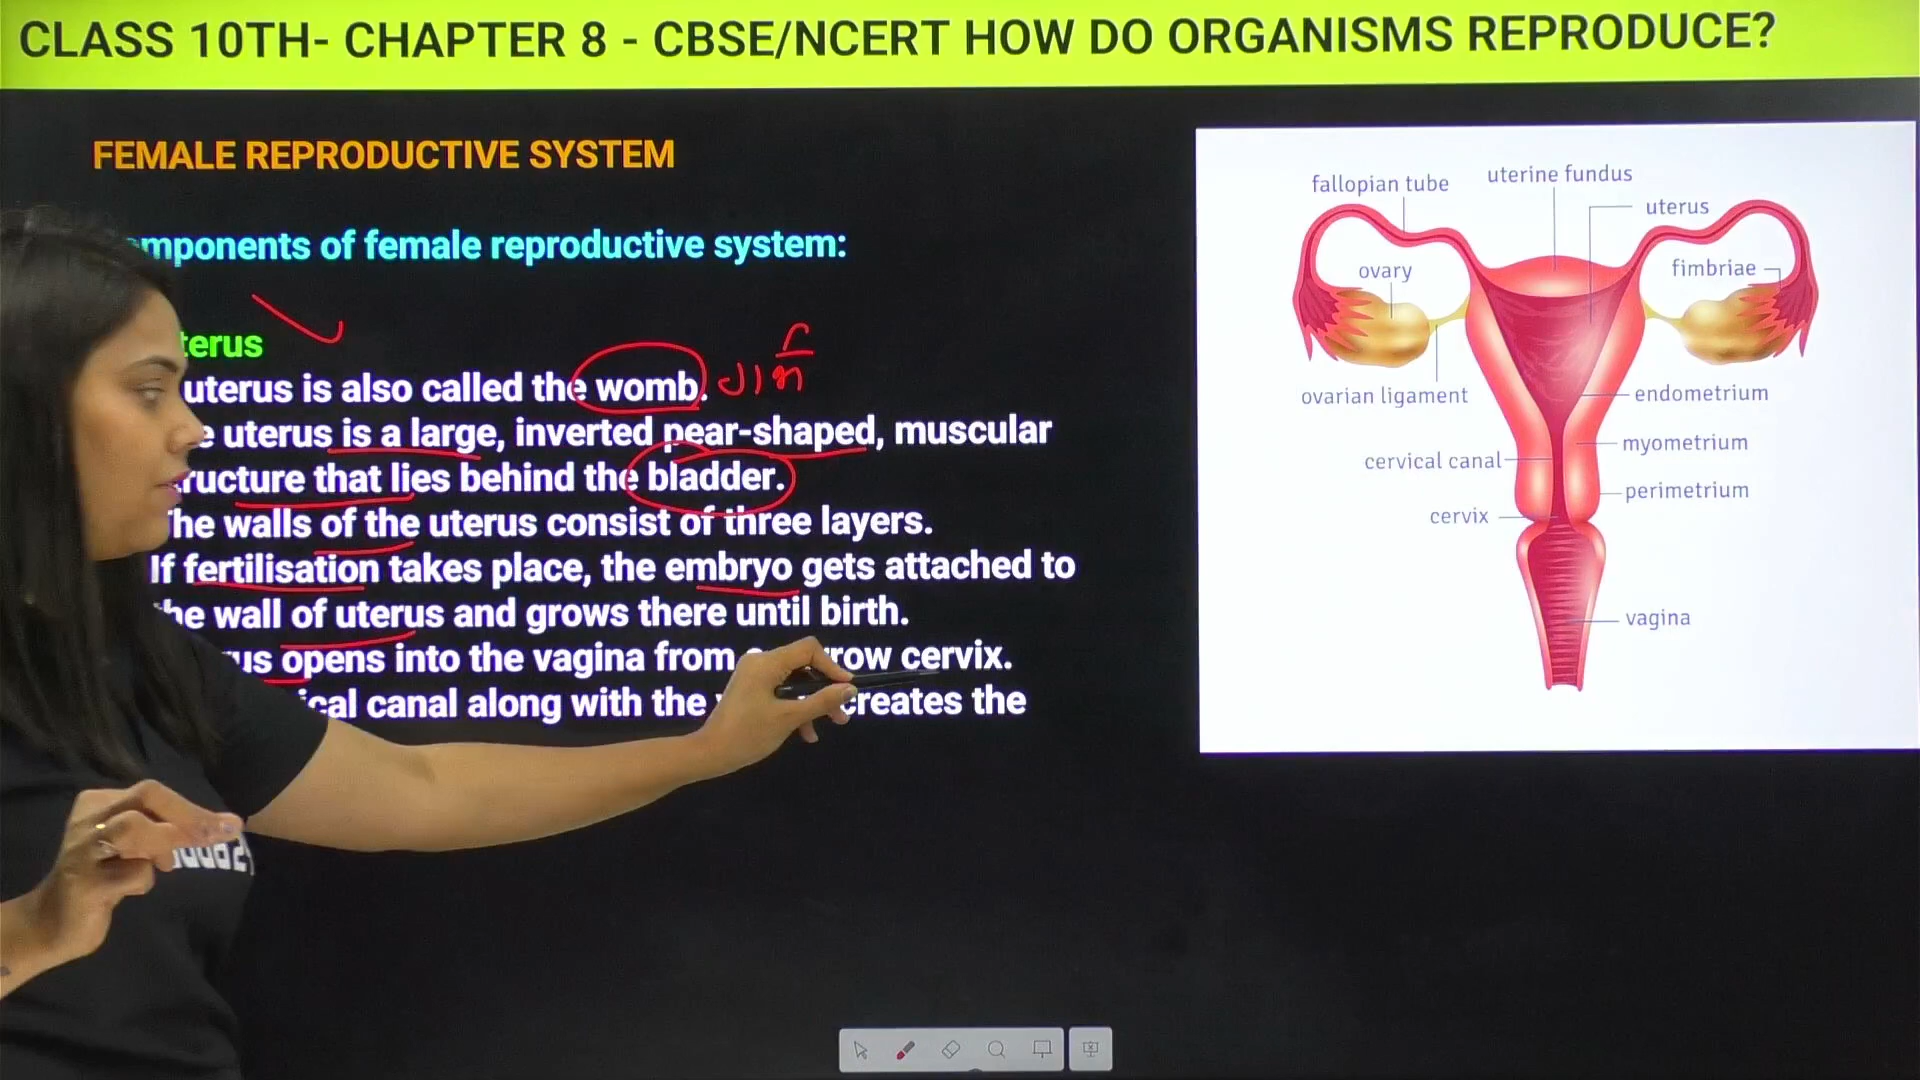 CLASS 10TH- CHAPTER 8 - CBSE/NCERT HOW DO ORGANISMS REPRODUCE?
FEMALE REPRODUCTIVE SYSTEM
mponents of female reproductive system:
terus
uterus is also called the womb.
e uterus is a large, inverted pear-shaped, muscular
ructure that lies behind the bladder.
The walls of the uterus consist of three layers.
If fertilisation takes place, the embryo gets attached to
he wall of uterus and grows there until birth.
us opens into the vagina from row cervix.
ical canal along with the creates the
fallopian tube
uterine fundus
uterus
ovary
fimbriae
ovarian ligament
endometrium
myometrium
cervical canal
perimetrium
cervix
vagina